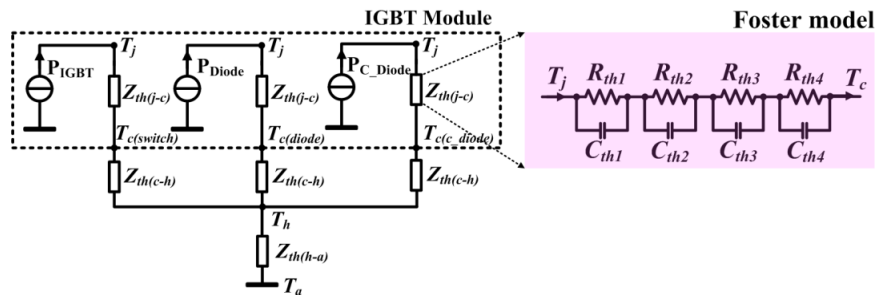 IGBT Module
Foster model
T_j T_j T_j
P_IGBT P_Diode P_C_Diode
Z_th(j-c) Z_th(j-c) Z_th(j-c)
T_c(switch) T_c(diode) T_c(c_diode)
Z_th(c-h) Z_th(c-h) Z_th(c-h)
T_h
Z_th(h-a)
T_a
T_j R_th1 R_th2 R_th3 R_th4 T_c
C_th1 C_th2 C_th3 C_th4